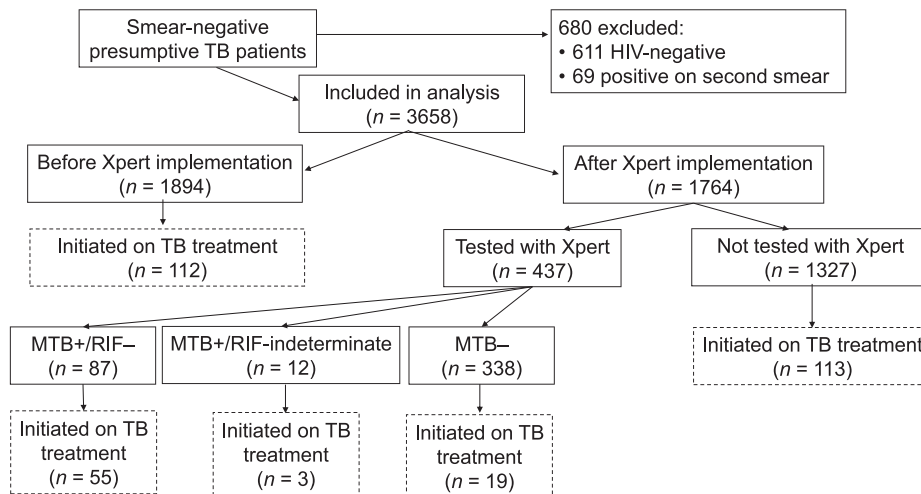 Smear-negative
presumptive TB patients
680 excluded:
• 611 HIV-negative
• 69 positive on second smear
Included in analysis
(n = 3658)
Before Xpert implementation
(n = 1894)
After Xpert implementation
(n = 1764)
Initiated on TB treatment
(n = 112)
Tested with Xpert
(n = 437)
Not tested with Xpert
(n = 1327)
MTB+/RIF–
(n = 87)
MTB+/RIF-indeterminate
(n = 12)
MTB–
(n = 338)
Initiated on TB treatment
(n = 113)
Initiated on TB
treatment
(n = 55)
Initiated on TB
treatment
(n = 3)
Initiated on TB
treatment
(n = 19)